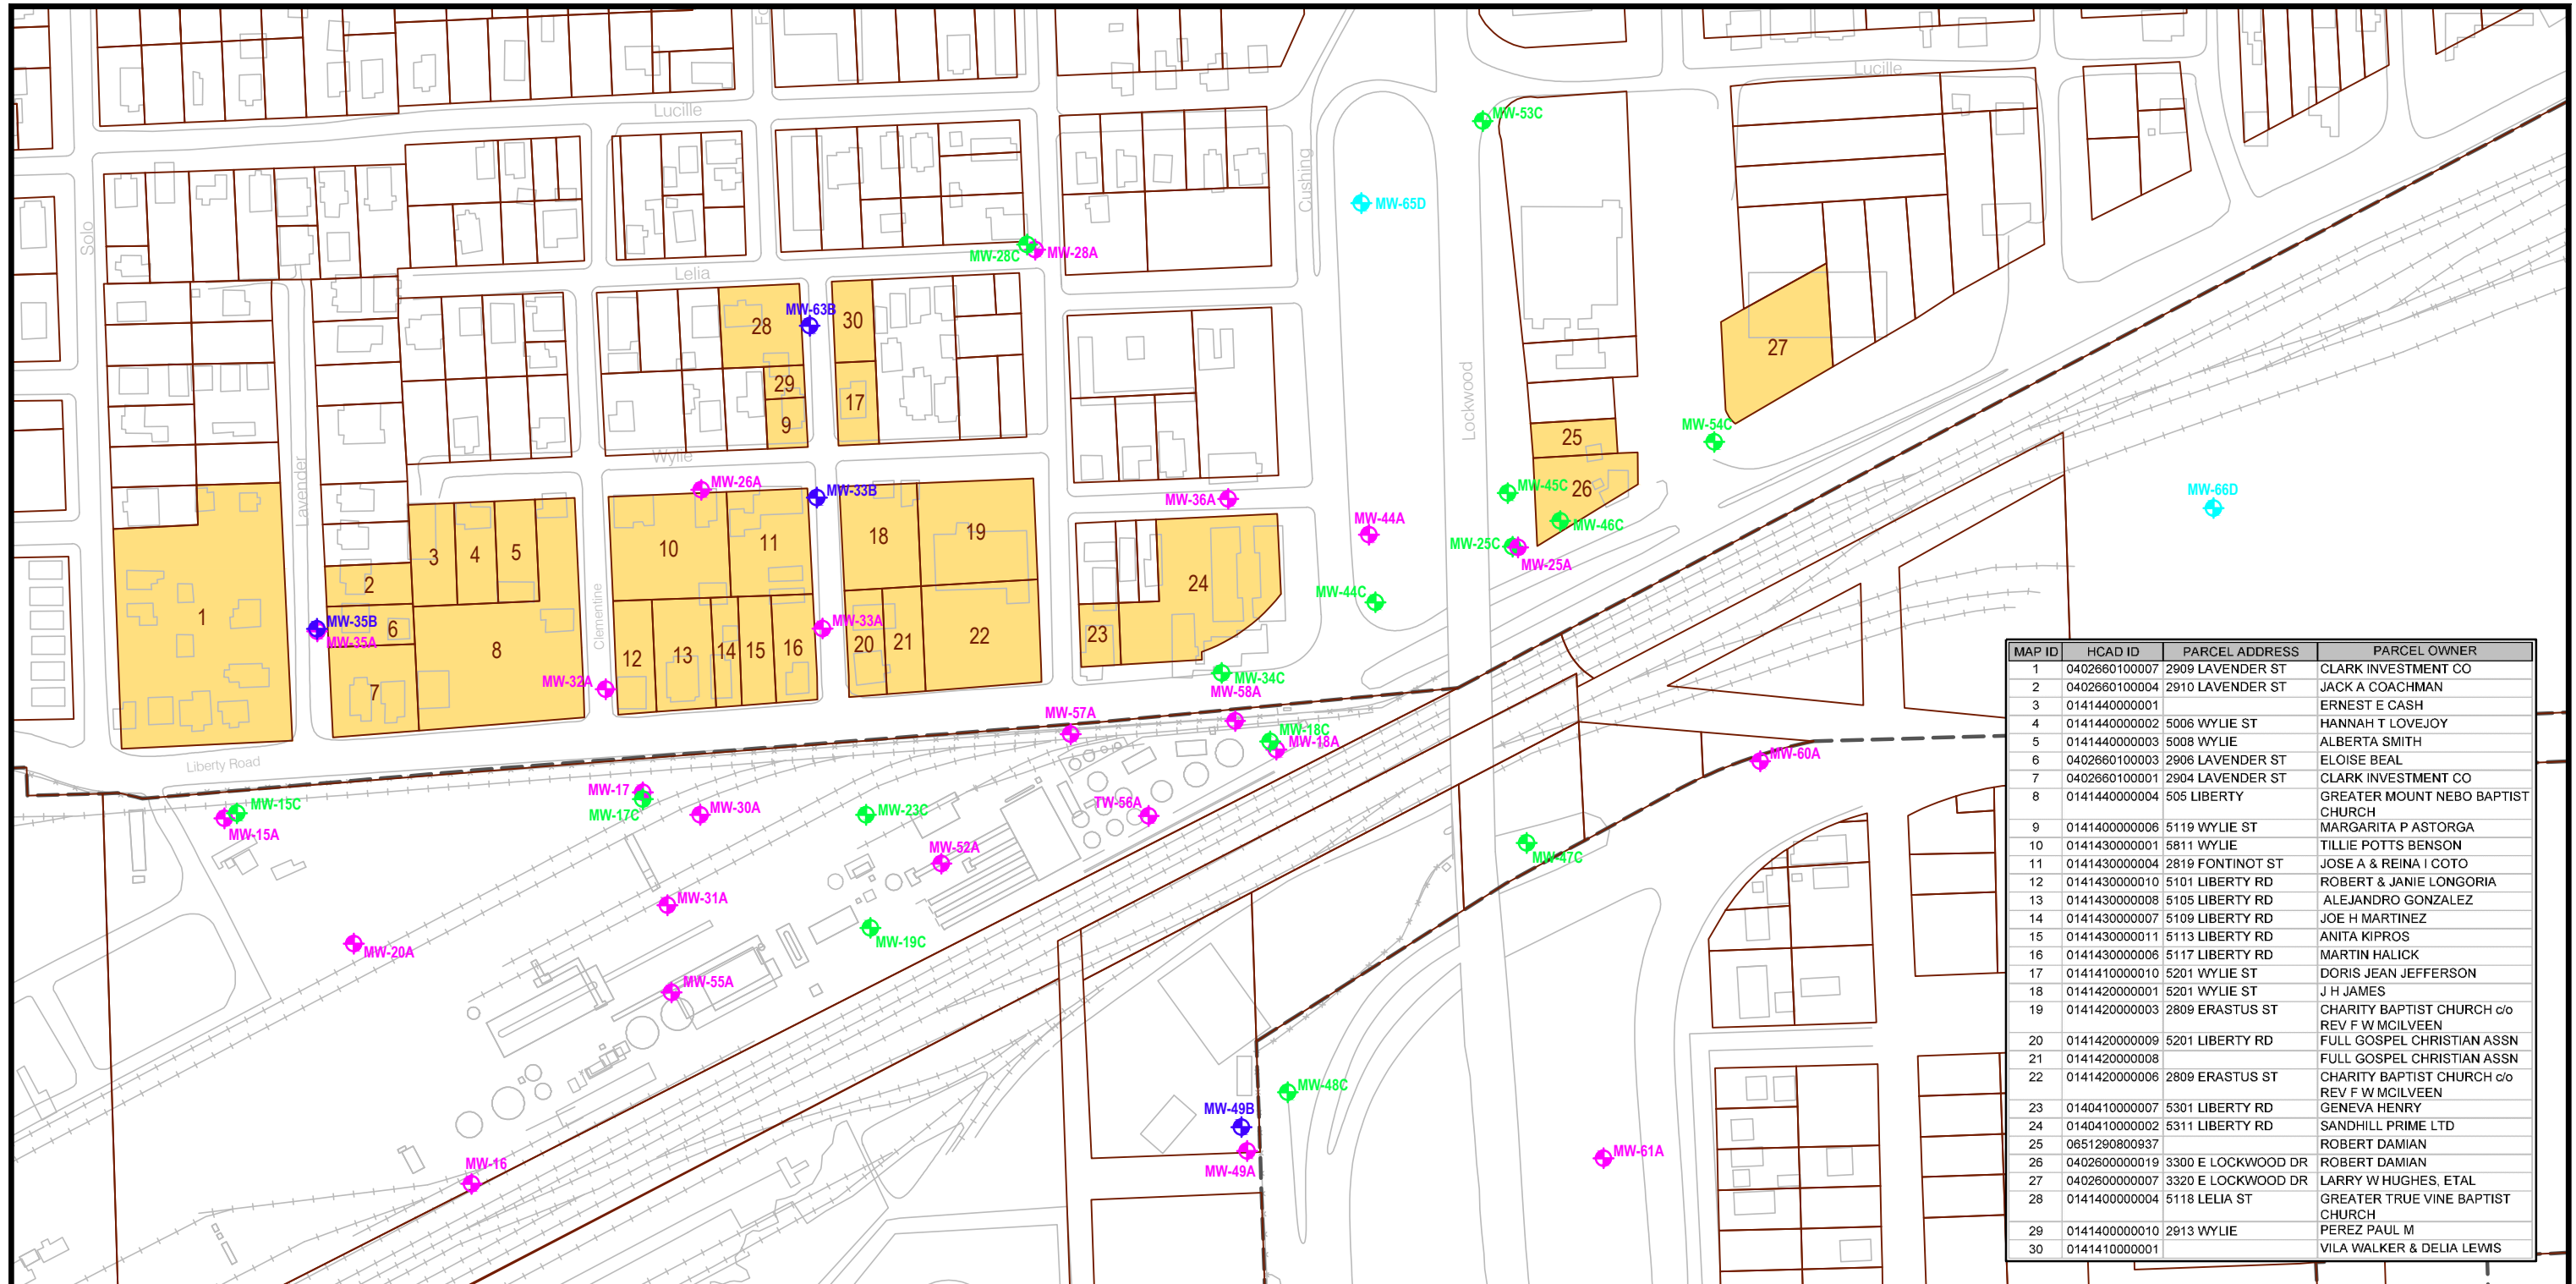 Fo
Lucille
Lucille
MW-53C
Cushing
MW-65D
Solo
MW-28C
MW-28A
Lelia
MW-63B
28
30
27
29
17
9
Lockwood
MW-54C
25
Wylie
MW-26A
MW-33B
MW-36A
MW-45C
26
MW-66D
Lavender
MW-46C
MW-44A
3
4
5
10
11
18
19
MW-25C
MW-25A
24
2
MW-44C
1
MW-35B
MW-35A
6
8
Clementine
MW-33A
12
13
14
15
16
20
21
22
23
7
MW-32A
MW-34C
MW-58A
MW-57A
MW-18C
MW-18A
Liberty Road
MW-60A
MW-17
MW-17C
MW-15C
MW-15A
MW-30A
MW-23C
TW-56A
MW-52A
MW-47C
MW-31A
MW-20A
MW-19C
MW-55A
MW-48C
MW-49B
MW-49A
MW-61A
MW-16
MAP ID HCAD ID PARCEL ADDRESS PARCEL OWNER
1 0402660100007 2909 LAVENDER ST CLARK INVESTMENT CO
2 0402660100004 2910 LAVENDER ST JACK A COACHMAN
3 0141440000001 ERNEST E CASH
4 0141440000002 5006 WYLIE ST HANNAH T LOVEJOY
5 0141440000003 5008 WYLIE ALBERTA SMITH
6 0402660100003 2906 LAVENDER ST ELOISE BEAL
7 0402660100001 2904 LAVENDER ST CLARK INVESTMENT CO
8 0141440000004 505 LIBERTY GREATER MOUNT NEBO BAPTIST
CHURCH
9 0141400000006 5119 WYLIE ST MARGARITA P ASTORGA
10 0141430000001 5811 WYLIE TILLIE POTTS BENSON
11 0141430000004 2819 FONTINOT ST JOSE A & REINA I COTO
12 0141430000010 5101 LIBERTY RD ROBERT & JANIE LONGORIA
13 0141430000008 5105 LIBERTY RD ALEJANDRO GONZALEZ
14 0141430000007 5109 LIBERTY RD JOE H MARTINEZ
15 0141430000011 5113 LIBERTY RD ANITA KIPROS
16 0141430000006 5117 LIBERTY RD MARTIN HALICK
17 0141410000010 5201 WYLIE ST DORIS JEAN JEFFERSON
18 0141420000001 5201 WYLIE ST J H JAMES
19 0141420000003 2809 ERASTUS ST CHARITY BAPTIST CHURCH c/o
REV F W MCILVEEN
20 0141420000009 5201 LIBERTY RD FULL GOSPEL CHRISTIAN ASSN
21 0141420000008 FULL GOSPEL CHRISTIAN ASSN
22 0141420000006 2809 ERASTUS ST CHARITY BAPTIST CHURCH c/o
REV F W MCILVEEN
23 0140410000007 5301 LIBERTY RD GENEVA HENRY
24 0140410000002 5311 LIBERTY RD SANDHILL PRIME LTD
25 0651290800937 ROBERT DAMIAN
26 0402600000019 3300 E LOCKWOOD DR ROBERT DAMIAN
27 0402600000007 3320 E LOCKWOOD DR LARRY W HUGHES, ETAL
28 0141400000004 5118 LELIA ST GREATER TRUE VINE BAPTIST
CHURCH
29 0141400000010 2913 WYLIE PEREZ PAUL M
30 0141410000001 VILA WALKER & DELIA LEWIS